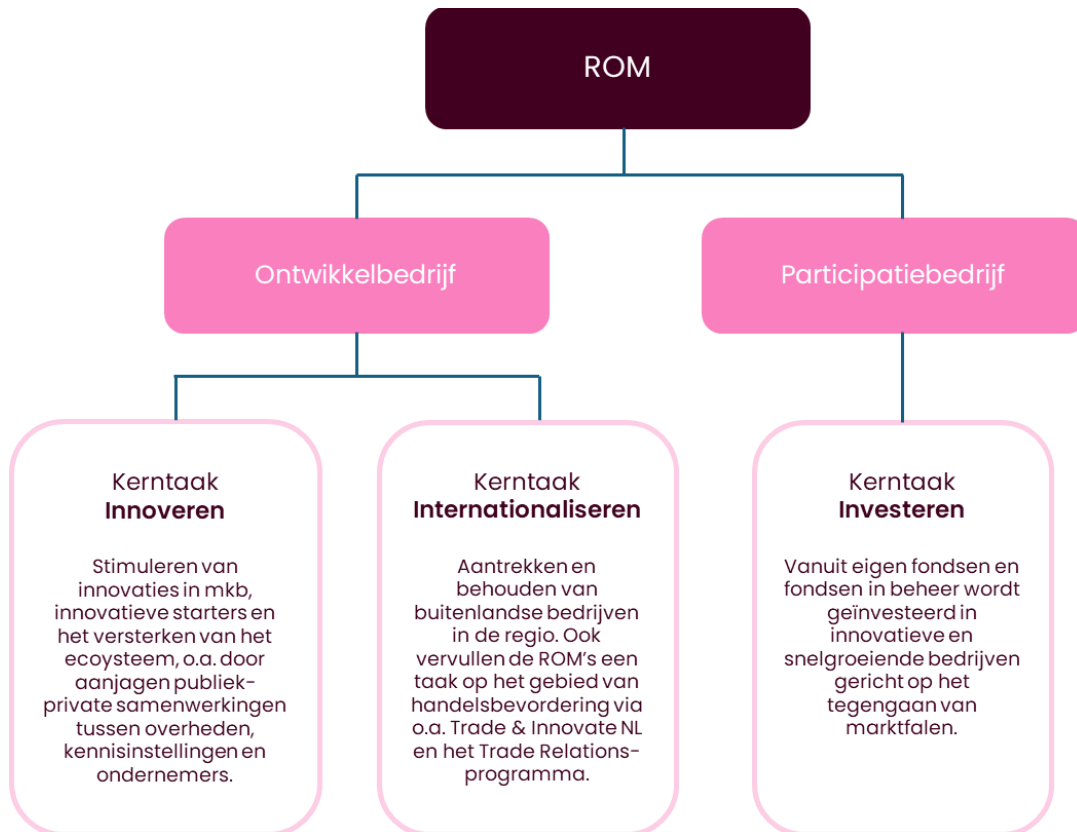 ROM
Ontwikkelbedrijf
Participatiebedrijf
Kerntaak
Innoveren
Stimuleren van
innovaties in mkb,
innovatieve starters en
het versterken van het
ecoysteem, o.a. door
aanjagen publiek-
private samenwerkingen
tussen overheden,
kennisinstellingen en
ondernemers.
Kerntaak
Internationaliseren
Aantrekken en
behouden van
buitenlandse bedrijven
in de regio. Ook
vervullen de ROM's een
taak op het gebied van
handelsbevordering via
o.a. Trade & Innovate NL
en het Trade Relations-
programma.
Kerntaak
Investeren
Vanuit eigen fondsen en
fondsen in beheer wordt
geïnvesteerd in
innovatieve en
snelgroeiende bedrijven
gericht op het
tegengaan van
marktfalen.